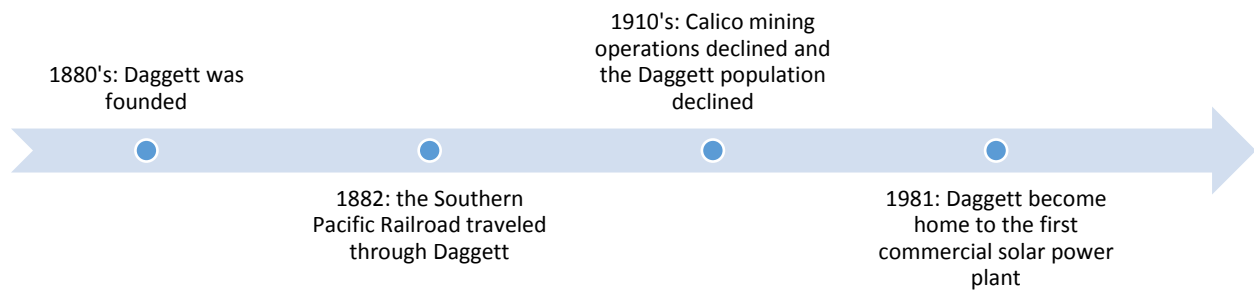 1880's: Daggett was
founded
1882: the Southern
Pacific Railroad traveled
through Daggett
1910's: Calico mining
operations declined and
the Daggett population
declined
1981: Daggett become
home to the first
commercial solar power
plant